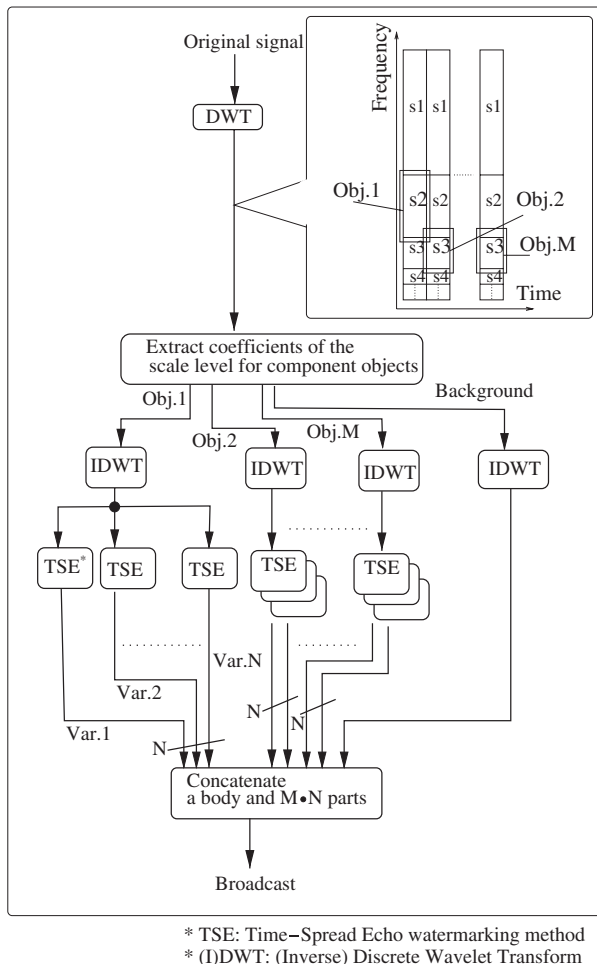 Original signal
DWT
Frequency
s1 s1 s1
s2 s2 s2
s3 s3 s3
s4 s4 s4
Obj.1
Obj.2
Obj.M
Time
Extract coefficients of the
scale level for component objects
Obj.1
Obj.2
Obj.M
Background
IDWT
IDWT
IDWT
IDWT
TSE*
TSE
TSE
TSE
TSE
Var.1
Var.2
Var.N
N
N
N
Concatenate
a body and M•N parts
Broadcast
* TSE: Time−Spread Echo watermarking method
* (I)DWT: (Inverse) Discrete Wavelet Transform